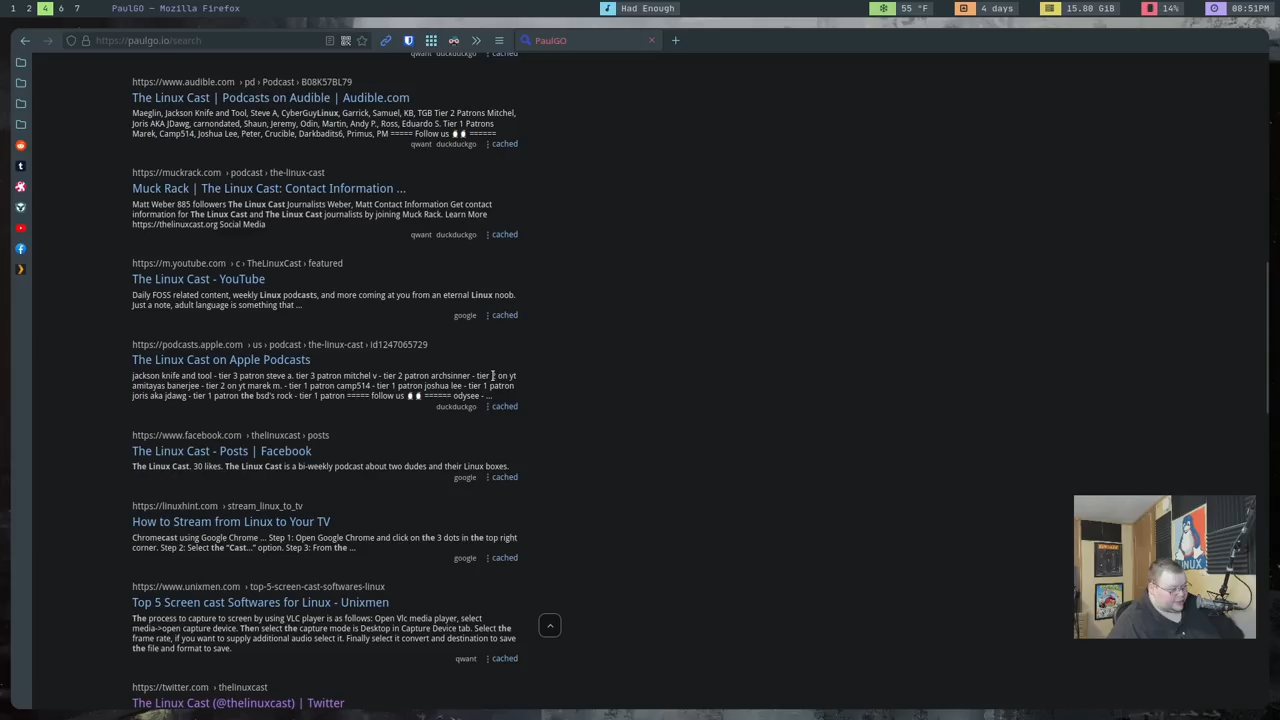 1 2 4 6 7 PaulGO — Mozilla Firefox Had Enough 55 °F 4 days 15.80 GiB 14% 08:51PM
https://paulgo.io/search PaulGO
qwant duckduckgo cached
https://www.audible.com › pd › Podcast › B08K57BL79
The Linux Cast | Podcasts on Audible | Audible.com
Maeglin, Jackson Knife and Tool, Steve A, CyberGuyLinux, Garrick, Samuel, KB, TGB Tier 2 Patrons Mitchel,
Joris AKA JDawg, carnondated, Shaun, Jeremy, Odin, Martin, Andy P., Ross, Eduardo S. Tier 1 Patrons
Marek, Camp514, Joshua Lee, Peter, Crucible, Darkbadits6, Primus, PM ===== Follow us 🐧🐧 ======
qwant duckduckgo cached
https://muckrack.com › podcast › the-linux-cast
Muck Rack | The Linux Cast: Contact Information ...
Matt Weber 885 followers The Linux Cast Journalists Weber, Matt Contact Information Get contact
information for The Linux Cast and The Linux Cast journalists by joining Muck Rack. Learn More
https://thelinuxcast.org Social Media
qwant duckduckgo cached
https://m.youtube.com › c › TheLinuxCast › featured
The Linux Cast - YouTube
Daily FOSS related content, weekly Linux podcasts, and more coming at you from an eternal Linux noob.
Just a note, adult language is something that ...
google cached
https://podcasts.apple.com › us › podcast › the-linux-cast › id1247065729
The Linux Cast on Apple Podcasts
jackson knife and tool - tier 3 patron steve a. tier 3 patron mitchel v - tier 2 patron archsinner - tier on yt
amitayas banerjee - tier 2 on yt marek m. - tier 1 patron camp514 - tier 1 patron joshua lee - tier 1 patron
joris aka jdawg - tier 1 patron the bsd's rock - tier 1 patron ===== follow us 🐧🐧 ====== odysee - ...
duckduckgo cached
https://www.facebook.com › thelinuxcast › posts
The Linux Cast - Posts | Facebook
The Linux Cast. 30 likes. The Linux Cast is a bi-weekly podcast about two dudes and their Linux boxes.
google cached
https://linuxhint.com › stream_linux_to_tv
How to Stream from Linux to Your TV
Chromecast using Google Chrome ... Step 1: Open Google Chrome and click on the 3 dots in the top right
corner. Step 2: Select the “Cast...” option. Step 3: From the ...
google cached
https://www.unixmen.com › top-5-screen-cast-softwares-linux
Top 5 Screen cast Softwares for Linux - Unixmen
The process to capture to screen by using VLC player is as follows: Open Vlc media player, select
media->open capture device. Then select the capture mode is Desktop in Capture Device tab. Select the
frame rate, if you want to supply additional audio select it. Finally select it convert and destination to save
the file and format to save.
qwant cached
https://twitter.com › thelinuxcast
The Linux Cast (@thelinuxcast) | Twitter